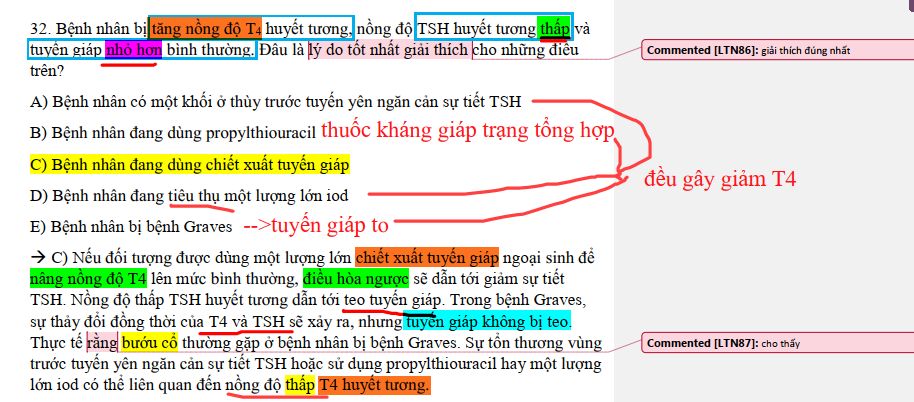 32. Bệnh nhân bị tăng nồng độ T4 huyết tương, nồng độ TSH huyết tương thấp và
tuyến giáp nhỏ hơn bình thường. Đâu là lý do tốt nhất giải thích cho những điều
trên?
Commented [LTN86]: giải thích đúng nhất
A) Bệnh nhân có một khối ở thùy trước tuyến yên ngăn cản sự tiết TSH
B) Bệnh nhân đang dùng propylthiouracil thuốc kháng giáp trạng tổng hợp
C) Bệnh nhân đang dùng chiết xuất tuyến giáp
đều gây giảm T4
D) Bệnh nhân đang tiêu thụ một lượng lớn iod
E) Bệnh nhân bị bệnh Graves -->tuyến giáp to
→ C) Nếu đối tượng được dùng một lượng lớn chiết xuất tuyến giáp ngoại sinh để
nâng nồng độ T4 lên mức bình thường, điều hòa ngược sẽ dẫn tới giảm sự tiết
TSH. Nồng độ thấp TSH huyết tương dẫn tới teo tuyến giáp. Trong bệnh Graves,
sự thảy đổi đồng thời của T4 và TSH sẽ xảy ra, nhưng tuyến giáp không bị teo.
Thực tế rằng bướu cổ thường gặp ở bệnh nhân bị bệnh Graves. Sự tổn thương vùng
Commented [LTN87]: cho thấy
trước tuyến yên ngăn cản sự tiết TSH hoặc sử dụng propylthiouracil hay một lượng
lớn iod có thể liên quan đến nồng độ thấp T4 huyết tương.